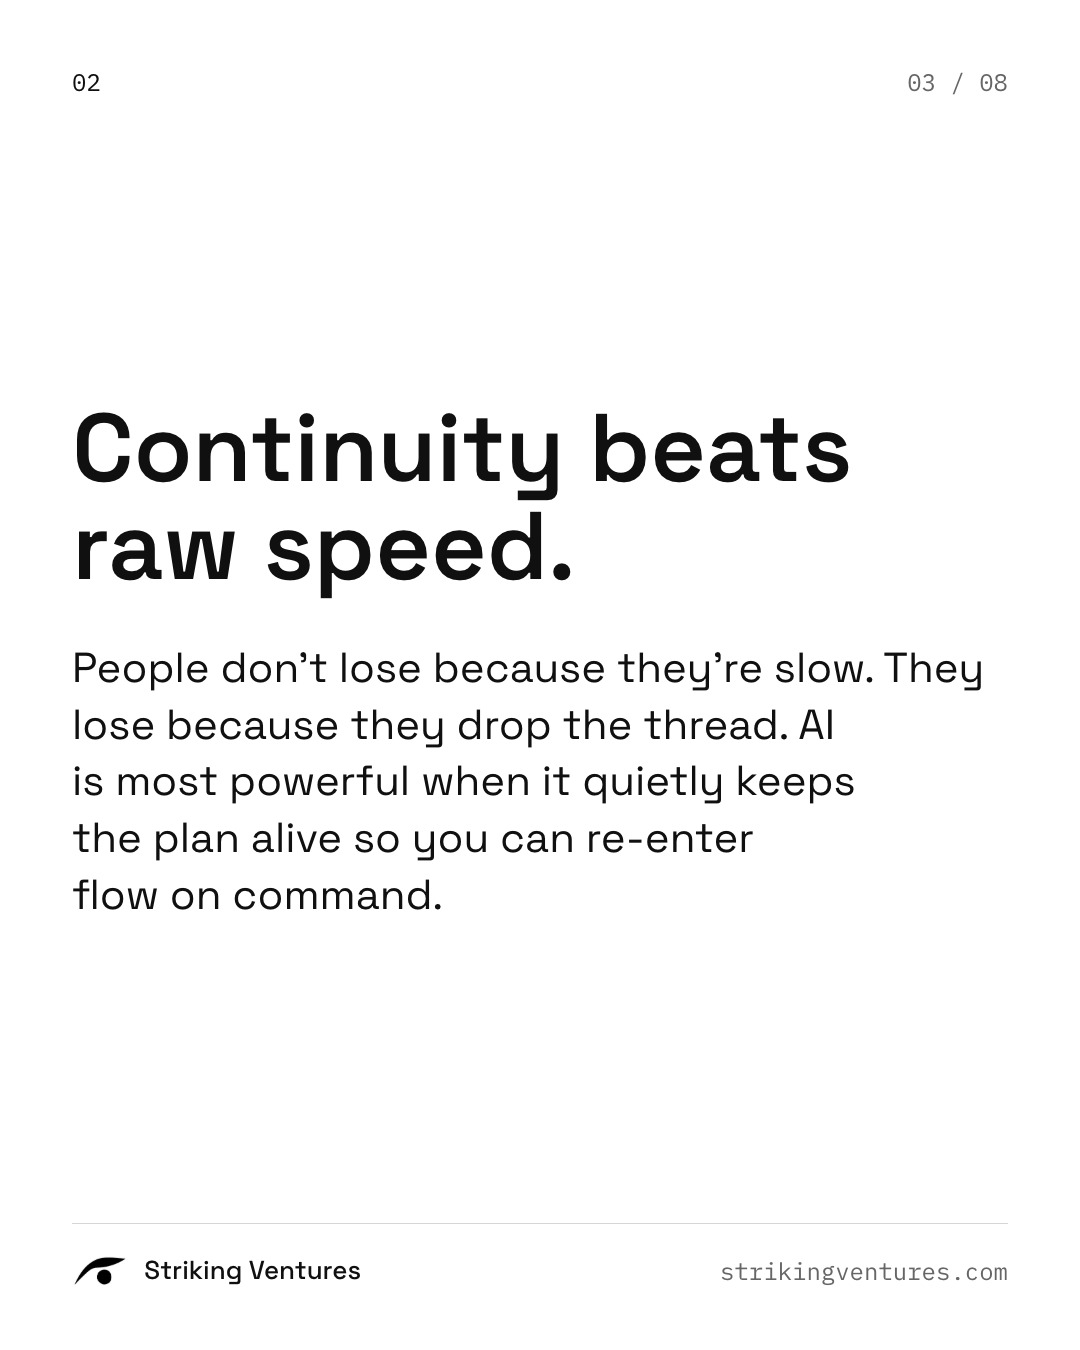 02
03 / 08
Continuity beats
raw speed.
People don’t lose because they’re slow. They
lose because they drop the thread. AI
is most powerful when it quietly keeps
the plan alive so you can re-enter
flow on command.
Striking Ventures
strikingventures.com